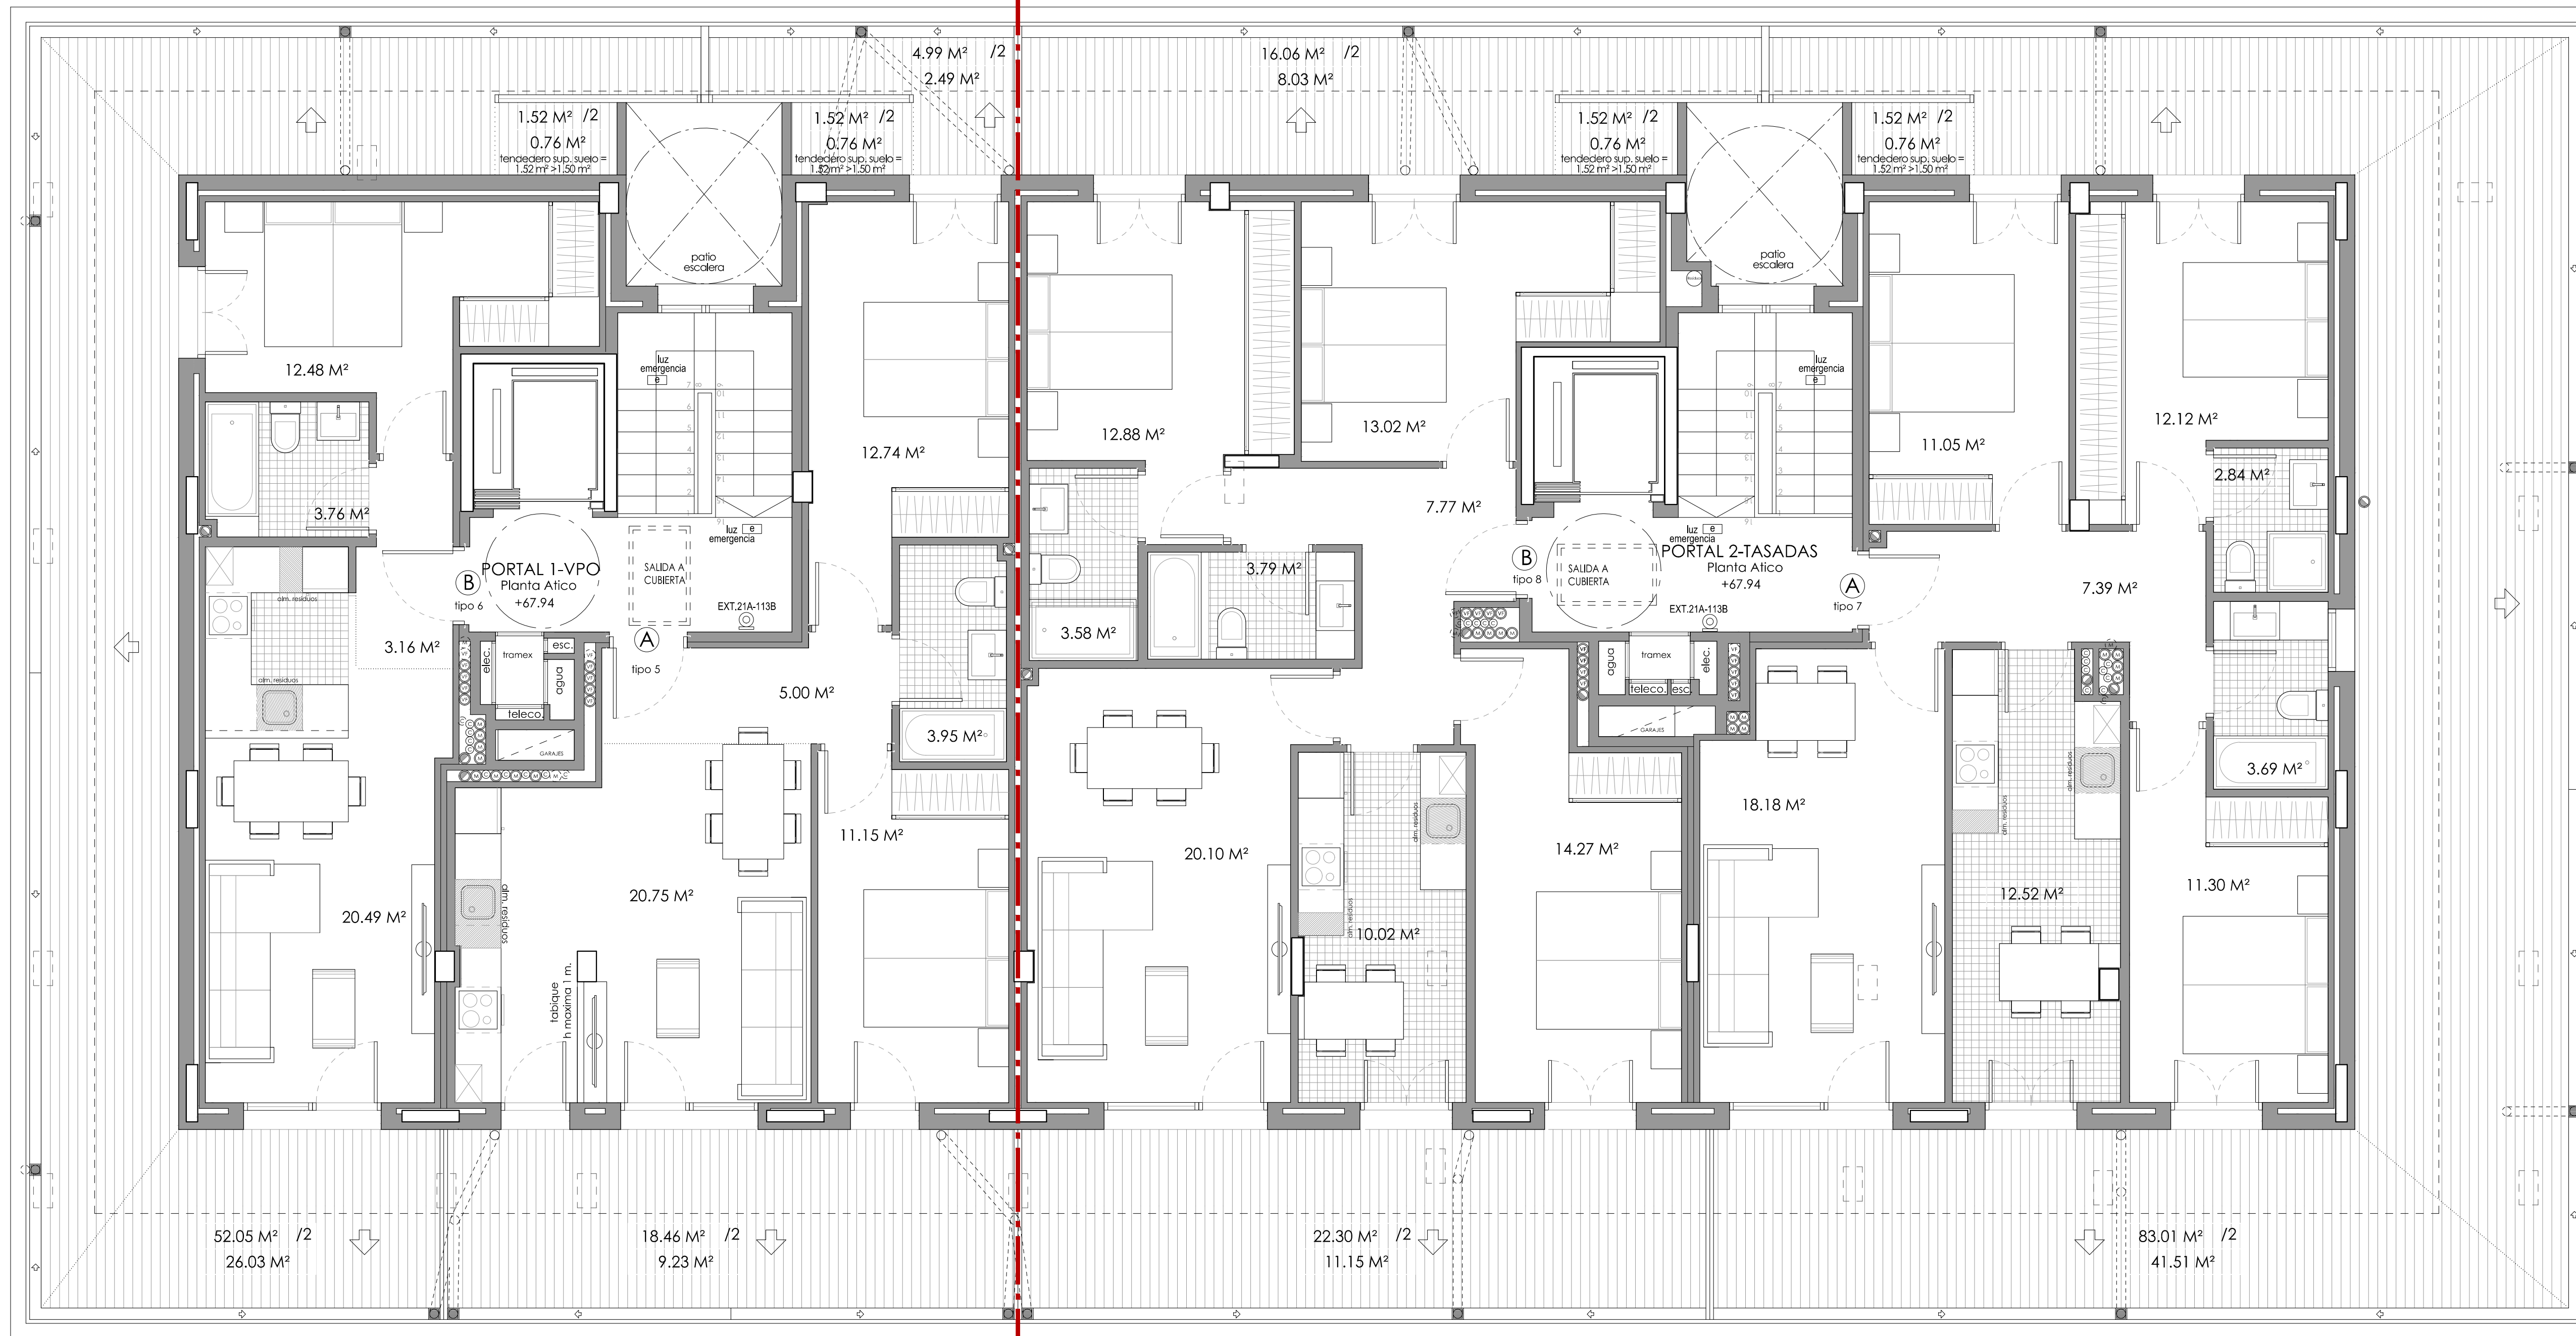 4.99 M² /2
2.49 M²
16.06 M² /2
8.03 M²
1.52 M² /2
0.76 M²
tendedero sup. suelo =
1.52 m² >1.50 m²
1.52 M² /2
0.76 M²
tendedero sup. suelo =
1.52 m² >1.50 m²
1.52 M² /2
0.76 M²
tendedero sup. suelo =
1.52 m² >1.50 m²
1.52 M² /2
0.76 M²
tendedero sup. suelo =
1.52 m² >1.50 m²
patio
escalera
patio
escalera
12.48 M²
luz
emergencia
e
12.74 M²
12.88 M²
13.02 M²
luz
emergencia
e
11.05 M²
12.12 M²
3.76 M²
2.84 M²
7.77 M²
luz e
emergencia
luz e
emergencia
PORTAL 1-VPO
Planta Atico
+67.94
B
tipo 6
SALIDA A
CUBIERTA
EXT.21A-113B
A
tipo 5
3.79 M²
3.58 M²
B
tipo 8
SALIDA A
CUBIERTA
PORTAL 2-TASADAS
Planta Atico
+67.94
EXT.21A-113B
A
tipo 7
7.39 M²
alm. residuos
3.16 M²
alm. residuos
elec.
tramex
esc.
agua
teleco.
GARAJES
5.00 M²
3.95 M²
agua
tramex
elec.
teleco.
esc.
GARAJES
3.69 M²
11.15 M²
20.49 M²
20.75 M²
alm. residuos
tabique
h maxima 1 m.
20.10 M²
alm. residuos
alm. residuos
10.02 M²
14.27 M²
18.18 M²
alm. residuos
alm. residuos
12.52 M²
11.30 M²
52.05 M² /2
26.03 M²
18.46 M² /2
9.23 M²
22.30 M² /2
11.15 M²
83.01 M² /2
41.51 M²